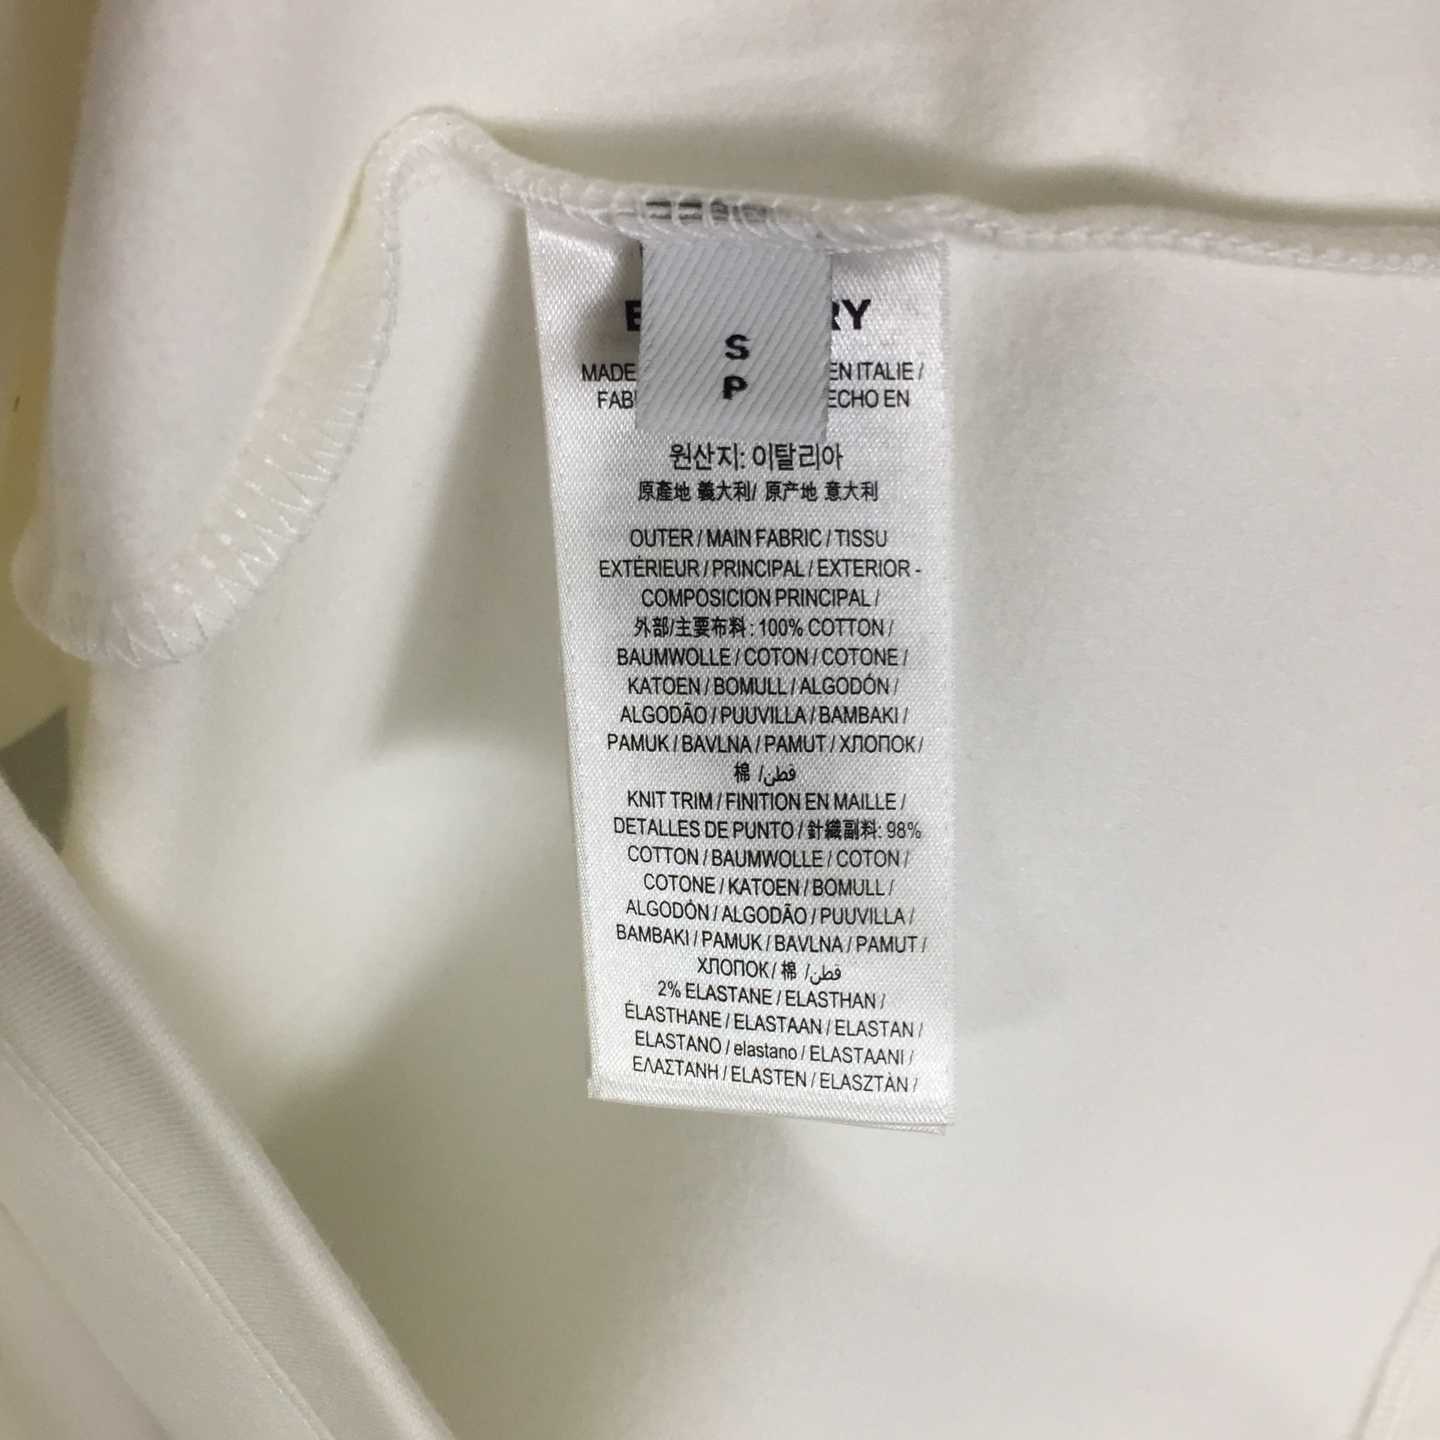 S
P
MADE EN ITALIE /
ECHO EN
원산지: 이탈리아
原產地 義大利/ 原产地 意大利
OUTER / MAIN FABRIC / TISSU
EXTÉRIEUR / PRINCIPAL / EXTERIOR -
COMPOSICION PRINCIPAL /
外部/主要布料: 100% COTTON /
BAUMWOLLE / COTON / COTONE /
KATOEN / BOMULL / ALGODÓN /
ALGODÃO / PUUVILLA / BAMBAKI /
PAMUK / BAVLNA / PAMUT / ХЛОПОК /
棉 /قطن/
KNIT TRIM / FINITION EN MAILLE /
DETALLES DE PUNTO / 針織副料: 98%
COTTON / BAUMWOLLE / COTON /
COTONE / KATOEN / BOMULL /
ALGODÓN / ALGODÃO / PUUVILLA /
BAMBAKI / PAMUK / BAVLNA / PAMUT /
ХЛОПОК / 棉 /قطن/
2% ELASTANE / ELASTHAN /
ÉLASTHANE / ELASTAAN / ELASTAN /
ELASTANO / elastano / ELASTAANI /
ΕΛΑΣΤΑΝΗ / ELASTEN / ELASZTÀN /